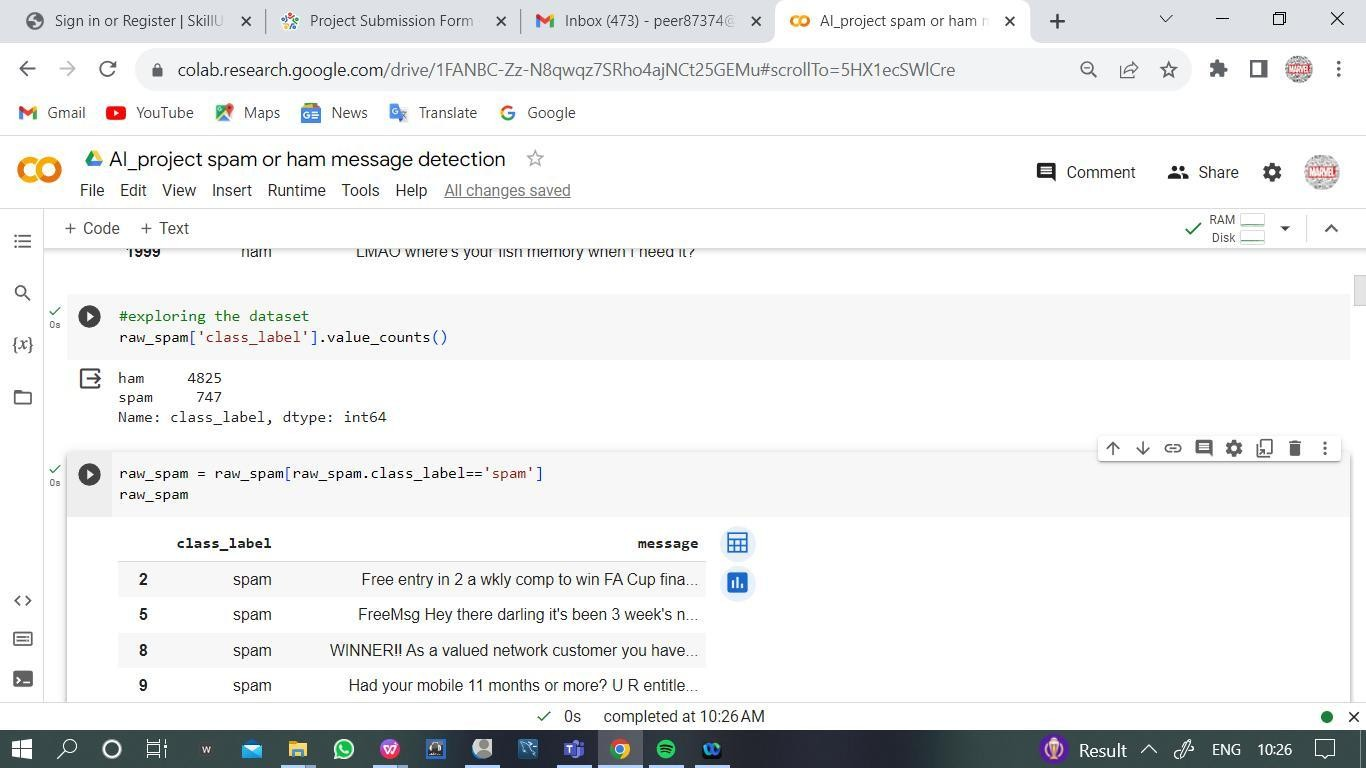 Sign in or Register | SkillU
Project Submission Form
Inbox (473) - peer87374@
AI_project spam or ham m
colab.research.google.com/drive/1FANBC-Zz-N8qwqz7SRho4ajNCt25GEMu#scrollTo=5HX1ecSWlCre
Gmail YouTube Maps News Translate Google
AI_project spam or ham message detection
Comment Share
File Edit View Insert Runtime Tools Help All changes saved
+ Code + Text
RAM
Disk
1999 ham LMAO where's your fish memory when I need it?
0s
#exploring the dataset
raw_spam['class_label'].value_counts()
{x}
ham 4825
spam 747
Name: class_label, dtype: int64
0s
raw_spam = raw_spam[raw_spam.class_label=='spam']
raw_spam
class_label message
2 spam Free entry in 2 a wkly comp to win FA Cup fina...
5 spam FreeMsg Hey there darling it's been 3 week's n...
8 spam WINNER!! As a valued network customer you have...
9 spam Had your mobile 11 months or more? U R entitle...
0s completed at 10:26 AM
Result ENG 10:26